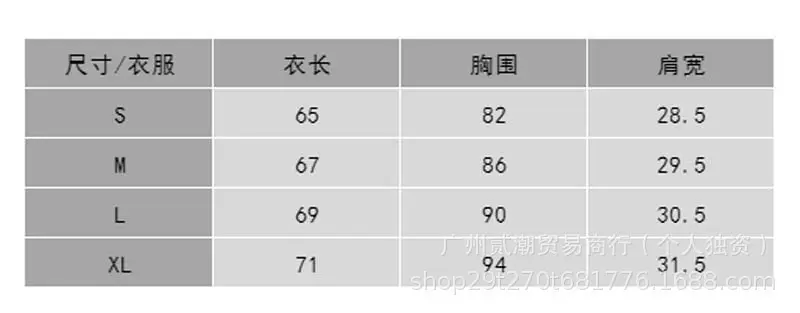 尺寸/衣服 衣长 胸围 肩宽
S 65 82 28.5
M 67 86 29.5
L 69 90 30.5
广州贰潮贸易商行（个人独资）
XL 71 94 31.5
shop29t270t681776.1688.com